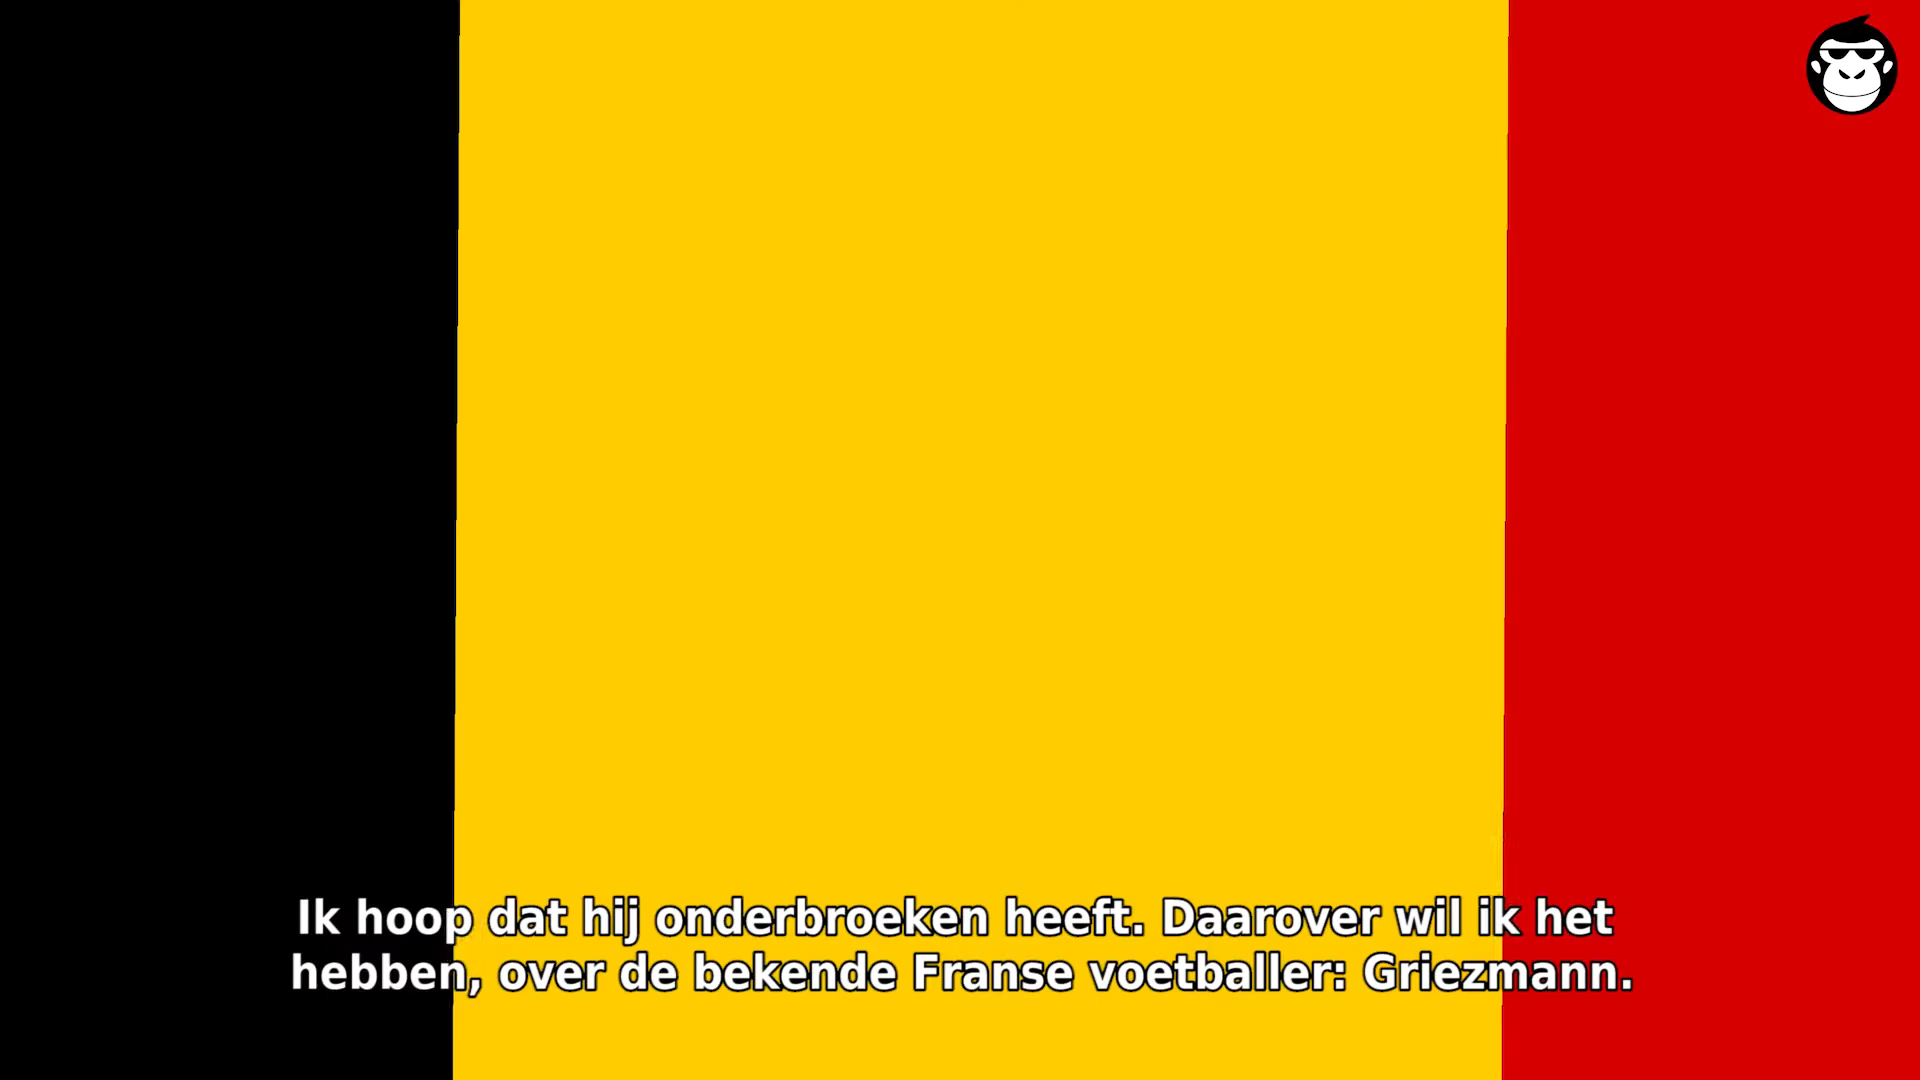 Ik hoop dat hij onderbroeken heeft. Daarover wil ik het
hebben, over de bekende Franse voetballer: Griezmann.